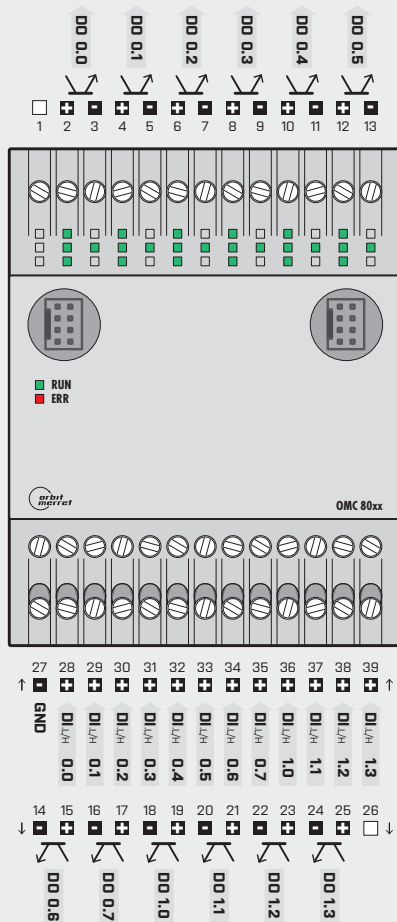 DO 0.0 DO 0.1 DO 0.2 DO 0.3 DO 0.4 DO 0.5
+ - + - + - + - + - + -
1 2 3 4 5 6 7 8 9 10 11 12 13
RUN
ERR
orbit
merret
OMC 80xx
27 28 29 30 31 32 33 34 35 36 37 38 39
↑ - + + + + + + + + + + + + ↑
GND DI L/H 0.0 DI L/H 0.1 DI L/H 0.2 DI L/H 0.3 DI L/H 0.4 DI L/H 0.5 DI L/H 0.6 DI L/H 0.7 DI L/H 1.0 DI L/H 1.1 DI L/H 1.2 DI L/H 1.3
14 15 16 17 18 19 20 21 22 23 24 25 26
↓ - + - + - + - + - + - + ↓
DO 0.6 DO 0.7 DO 1.0 DO 1.1 DO 1.2 DO 1.3